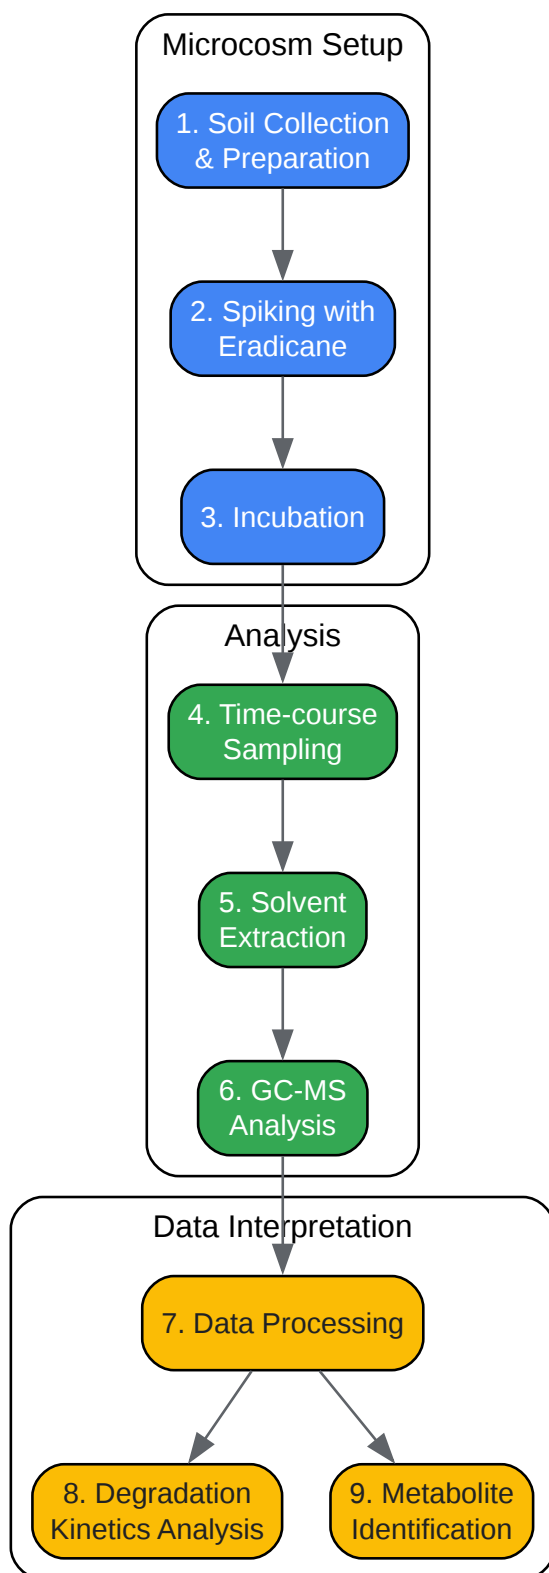 Microcosm Setup
1. Soil Collection
& Preparation
2. Spiking with
Eradicane
3. Incubation
Analysis
4. Time-course
Sampling
5. Solvent
Extraction
6. GC-MS
Analysis
Data Interpretation
7. Data Processing
8. Degradation
Kinetics Analysis
9. Metabolite
Identification